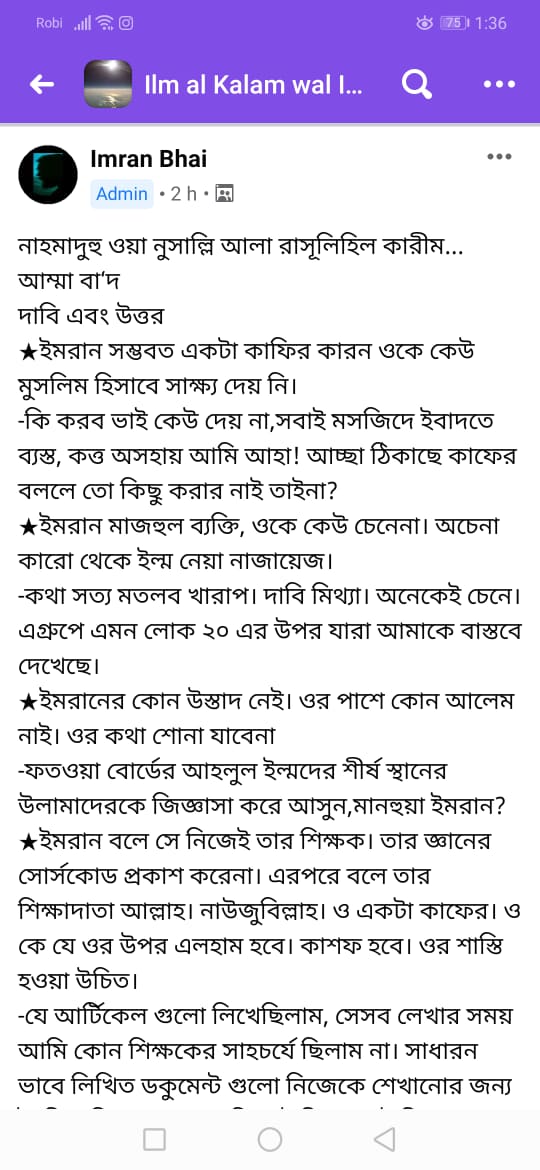 Robi 75 1:36
Ilm al Kalam wal I...
Imran Bhai
Admin • 2 h •
নাহমাদুহু ওয়া নুসাল্লি আলা রাসূলিহিল কারীম...
আম্মা বা'দ
দাবি এবং উত্তর
★ইমরান সম্ভবত একটা কাফির কারন ওকে কেউ
মুসলিম হিসাবে সাক্ষ্য দেয় নি।
-কি করব ভাই কেউ দেয় না,সবাই মসজিদে ইবাদতে
ব্যস্ত, কত্ত অসহায় আমি আহা! আচ্ছা ঠিকাছে কাফের
বললে তো কিছু করার নাই তাইনা?
★ইমরান মাজহুল ব্যক্তি, ওকে কেউ চেনেনা। অচেনা
কারো থেকে ইল্ম নেয়া নাজায়েজ।
-কথা সত্য মতলব খারাপ। দাবি মিথ্যা। অনেকেই চেনে।
এগ্রুপে এমন লোক ২০ এর উপর যারা আমাকে বাস্তবে
দেখেছে।
★ইমরানের কোন উস্তাদ নেই। ওর পাশে কোন আলেম
নাই। ওর কথা শোনা যাবেনা
-ফতওয়া বোর্ডের আহলুল ইল্মদের শীর্ষ স্থানের
উলামাদেরকে জিজ্ঞাসা করে আসুন,মানহুয়া ইমরান?
★ইমরান বলে সে নিজেই তার শিক্ষক। তার জ্ঞানের
সোর্সকোড প্রকাশ করেনা। এরপরে বলে তার
শিক্ষাদাতা আল্লাহ। নাউজুবিল্লাহ। ও একটা কাফের। ও
কে যে ওর উপর এলহাম হবে। কাশফ হবে। ওর শাস্তি
হওয়া উচিত।
-যে আর্টিকেল গুলো লিখেছিলাম, সেসব লেখার সময়
আমি কোন শিক্ষকের সাহচর্যে ছিলাম না। সাধারন
ভাবে লিখিত ডকুমেন্ট গুলো নিজেকে শেখানোর জন্য